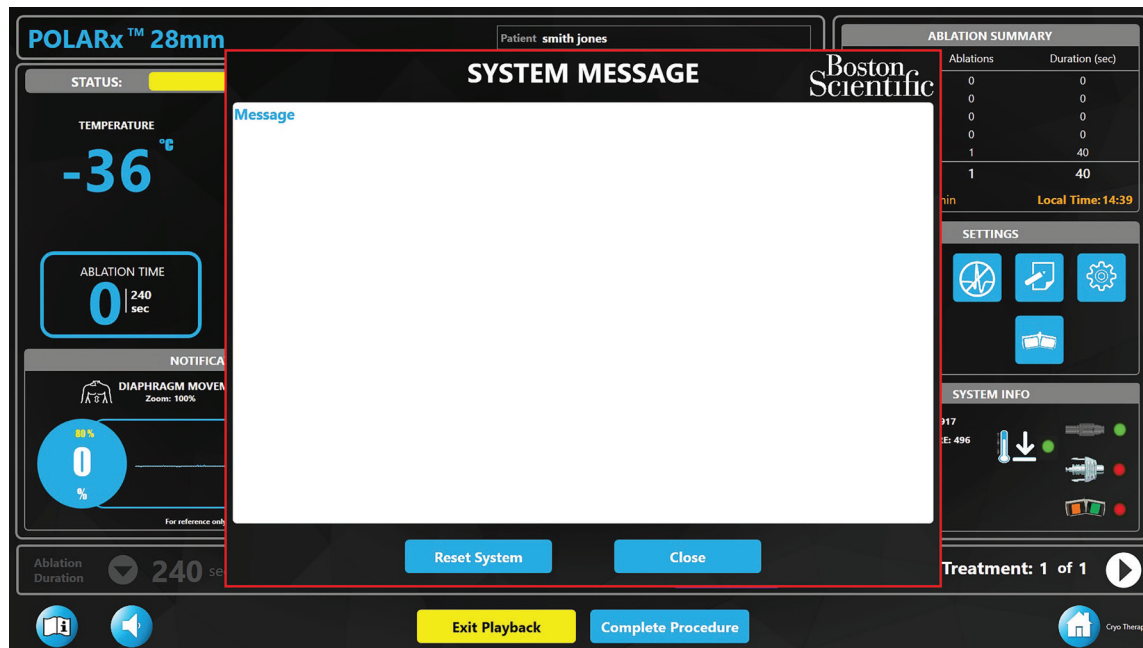 POLARx™ 28mm
Patient smith jones
ABLATION SUMMARY
Ablations Duration (sec)
0 0
0 0
0 0
0 0
1 40
1 40
Local Time: 14:39
STATUS:
SYSTEM MESSAGE
Boston
Scientific
Message
TEMPERATURE
-36 °C
ABLATION TIME
0 240
sec
SETTINGS
DIAPHRAGM MOVEM
Zoom: 100%
80 %
0
%
For reference only
SYSTEM INFO
917
E: 496
Reset System Close
Ablation
Duration 240 se
Treatment: 1 of 1
Exit Playback Complete Procedure
Cryo Therap